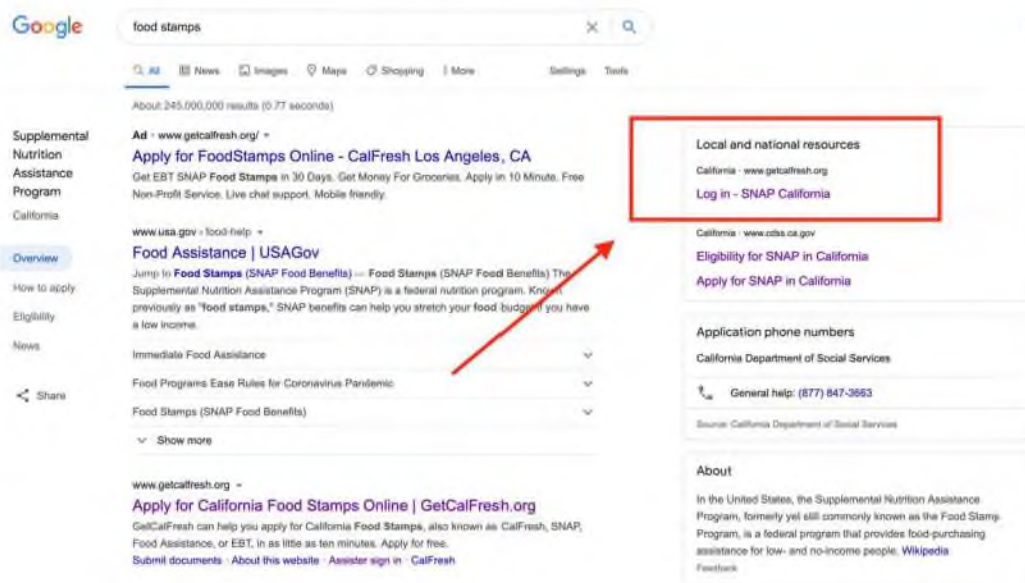 Google
food stamps
All News Images Maps Shopping More Settings Tools
About 245,000,000 results (0.77 seconds)
Supplemental
Nutrition
Assistance
Program
California
Overview
How to apply
Eligibility
News
Share
Ad · www.getcalfresh.org/
Apply for FoodStamps Online - CalFresh Los Angeles, CA
Get EBT SNAP Food Stamps in 30 Days. Get Money For Groceries. Apply in 10 Minute. Free
Non-Profit Service. Live chat support. Mobile friendly.
www.usa.gov › food-help
Food Assistance | USAGov
Jump to Food Stamps (SNAP Food Benefits) — Food Stamps (SNAP Food Benefits) The
Supplemental Nutrition Assistance Program (SNAP) is a federal nutrition program. Known
previously as "food stamps," SNAP benefits can help you stretch your food budget if you have
a low income.
Immediate Food Assistance
Food Programs Ease Rules for Coronavirus Pandemic
Food Stamps (SNAP Food Benefits)
Show more
www.getcalfresh.org
Apply for California Food Stamps Online | GetCalFresh.org
GetCalFresh can help you apply for California Food Stamps, also known as CalFresh, SNAP,
Food Assistance, or EBT, in as little as ten minutes. Apply for free.
Submit documents · About this website · Assister sign in · CalFresh
Local and national resources
California · www.getcalfresh.org
Log in - SNAP California
California · www.cdss.ca.gov
Eligibility for SNAP in California
Apply for SNAP in California
Application phone numbers
California Department of Social Services
General help: (877) 847-3663
Source: California Department of Social Services
About
In the United States, the Supplemental Nutrition Assistance
Program, formerly yet still commonly known as the Food Stamp
Program, is a federal program that provides food-purchasing
assistance for low- and no-income people. Wikipedia
Feedback